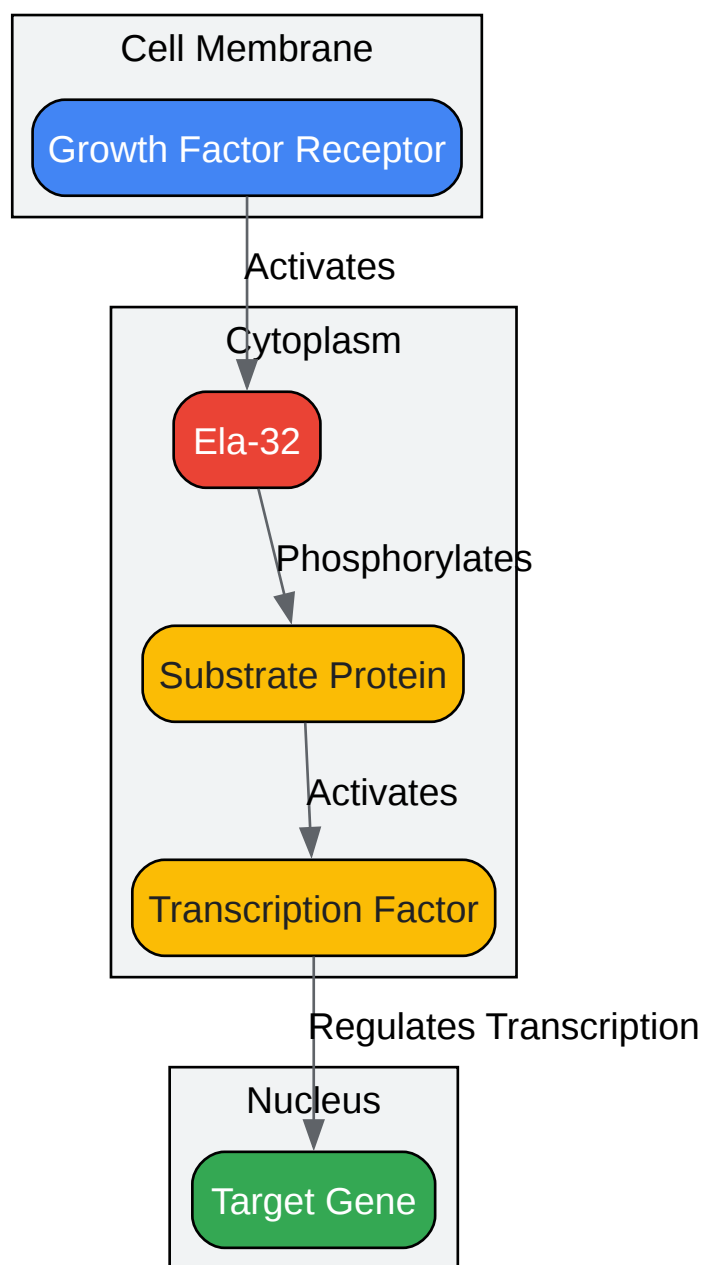 Cell Membrane
Growth Factor Receptor
Activates
Cytoplasm
Ela-32
Phosphorylates
Substrate Protein
Activates
Transcription Factor
Regulates Transcription
Nucleus
Target Gene